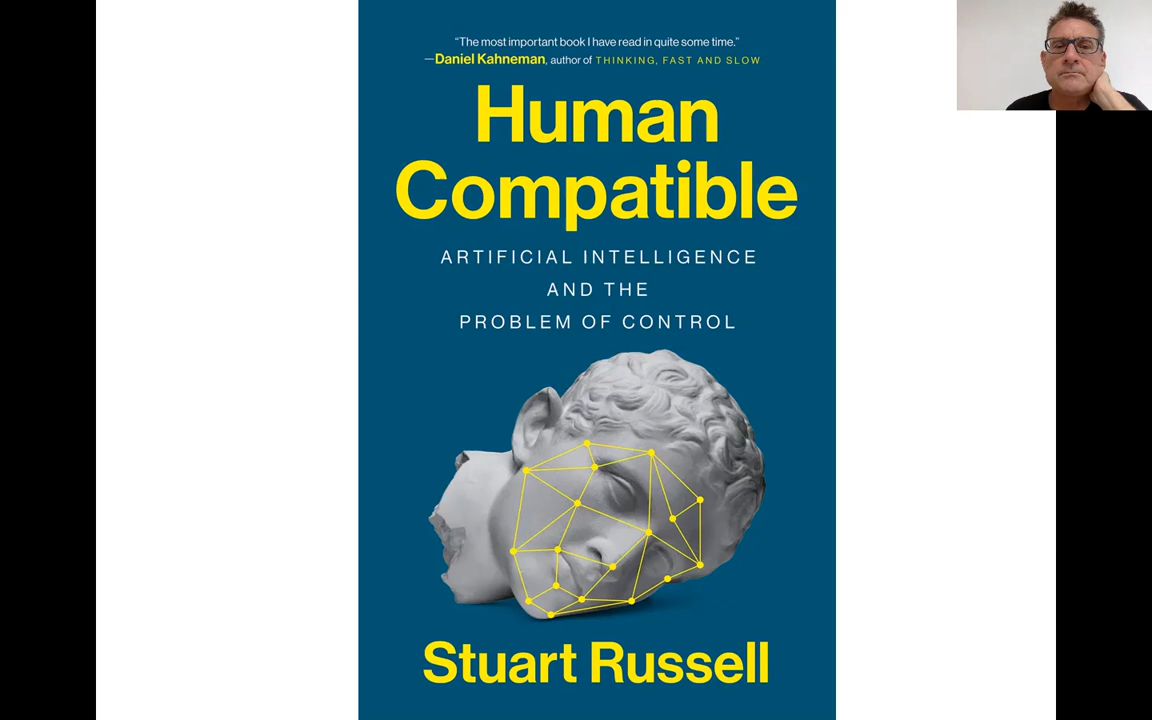 “The most important book I have read in quite some time.”
—Daniel Kahneman, author of THINKING, FAST AND SLOW
Human
Compatible
ARTIFICIAL INTELLIGENCE
AND THE
PROBLEM OF CONTROL
Stuart Russell